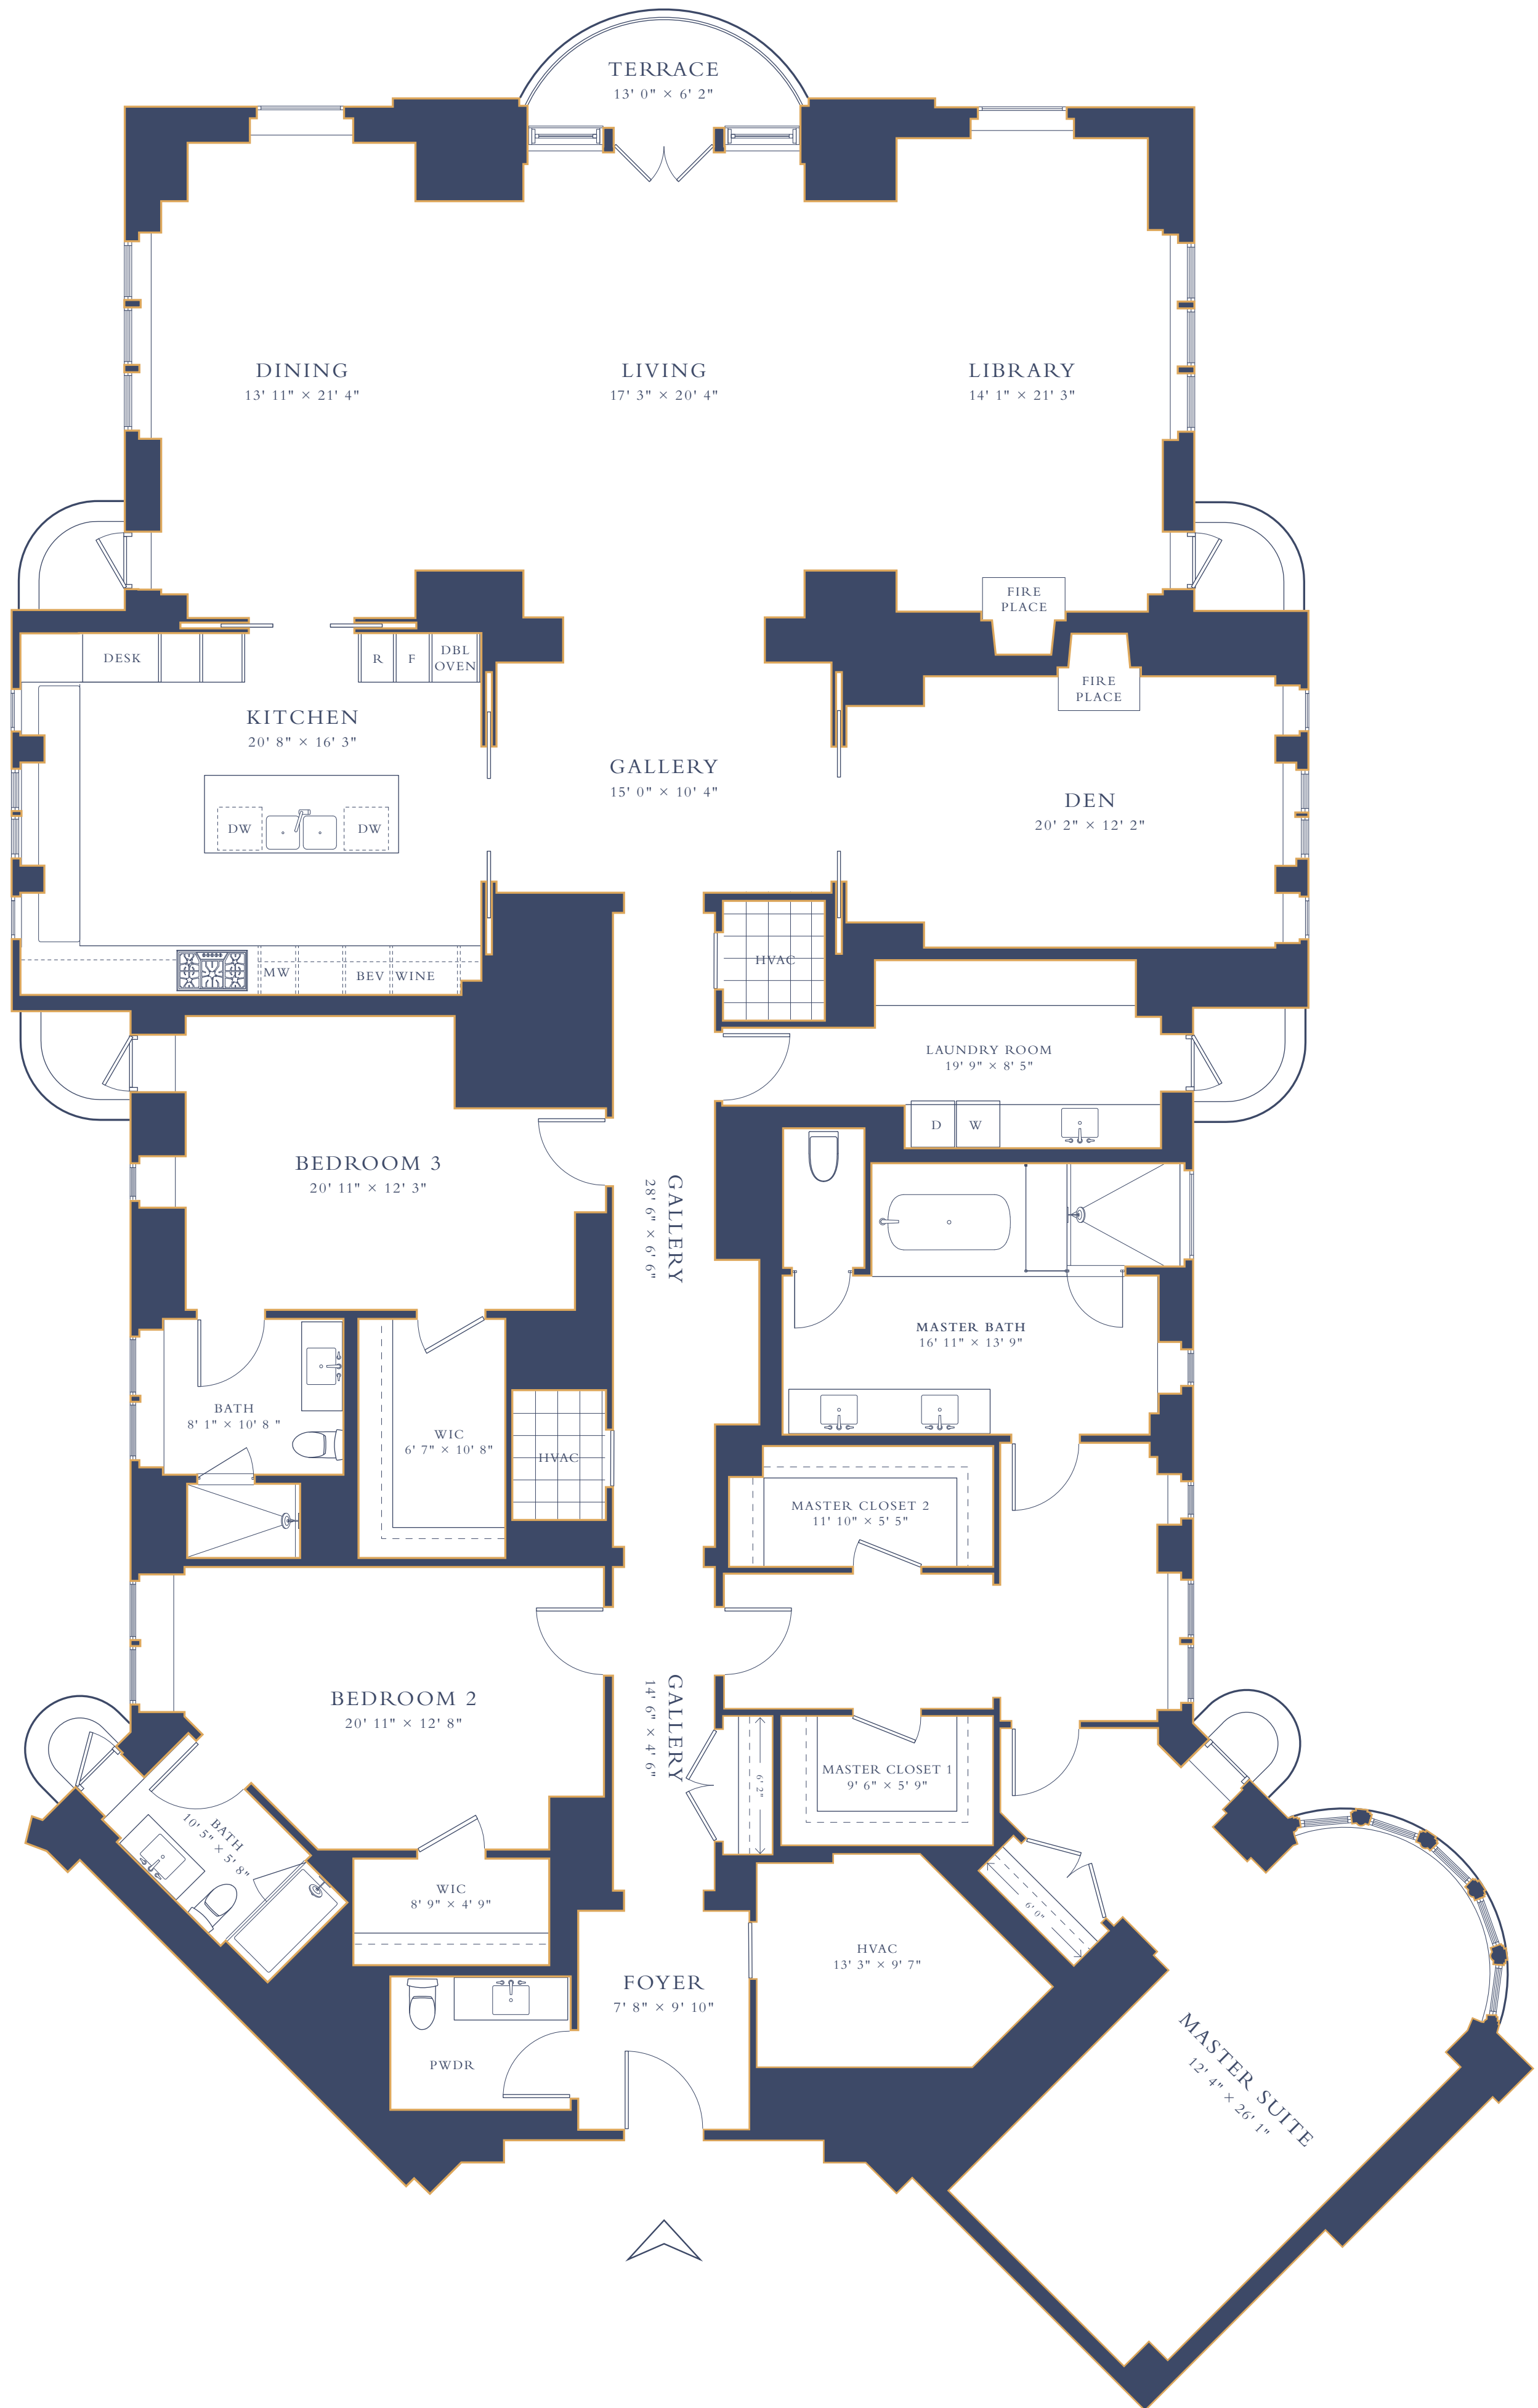 TERRACE
13' 0" × 6' 2"
DINING
13' 11" × 21' 4"
LIVING
17' 3" × 20' 4"
LIBRARY
14' 1" × 21' 3"
FIRE
PLACE
DESK
R
F
DBL
OVEN
FIRE
PLACE
KITCHEN
20' 8" × 16' 3"
GALLERY
15' 0" × 10' 4"
DEN
20' 2" × 12' 2"
DW
DW
MW
BEV
WINE
HVAC
LAUNDRY ROOM
19' 9" × 8' 5"
D
W
BEDROOM 3
20' 11" × 12' 3"
GALLERY
28' 6" × 6' 6"
MASTER BATH
16' 11" × 13' 9"
BATH
8' 1" × 10' 8 "
WIC
6' 7" × 10' 8"
HVAC
MASTER CLOSET 2
11' 10" × 5' 5"
BEDROOM 2
20' 11" × 12' 8"
GALLERY
14' 6" × 4' 6"
6' 2"
MASTER CLOSET 1
9' 6" × 5' 9"
BATH
10' 5" × 5' 8"
WIC
8' 9" × 4' 9"
6' 0"
HVAC
13' 3" × 9' 7"
FOYER
7' 8" × 9' 10"
PWDR
MASTER SUITE
12' 4" × 26' 1"